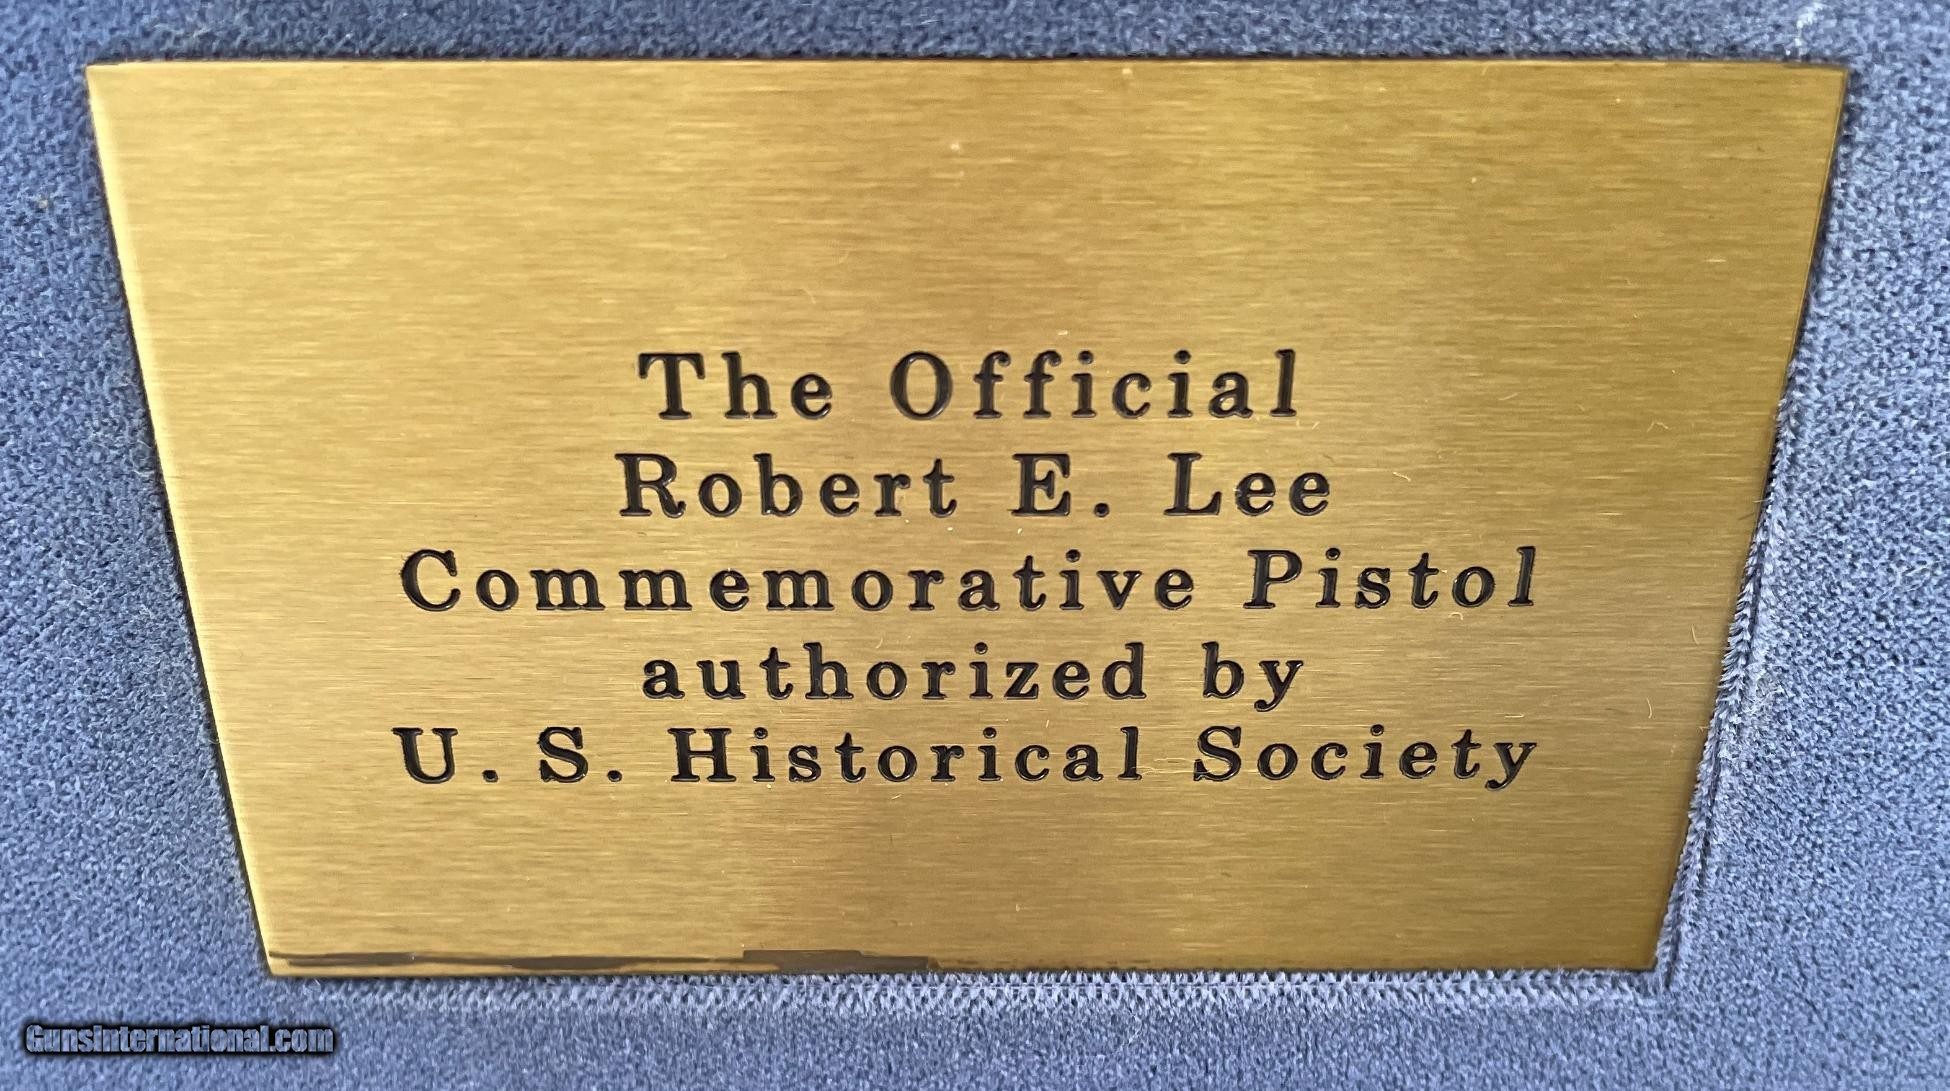 The Official
Robert E. Lee
Commemorative Pistol
authorized by
U. S. Historical Society
GunsInternational.com